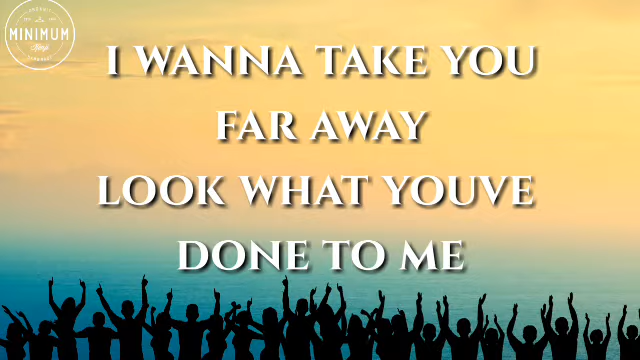 MINIMUM
I WANNA TAKE YOU
FAR AWAY
LOOK WHAT YOUVE
DONE TO ME